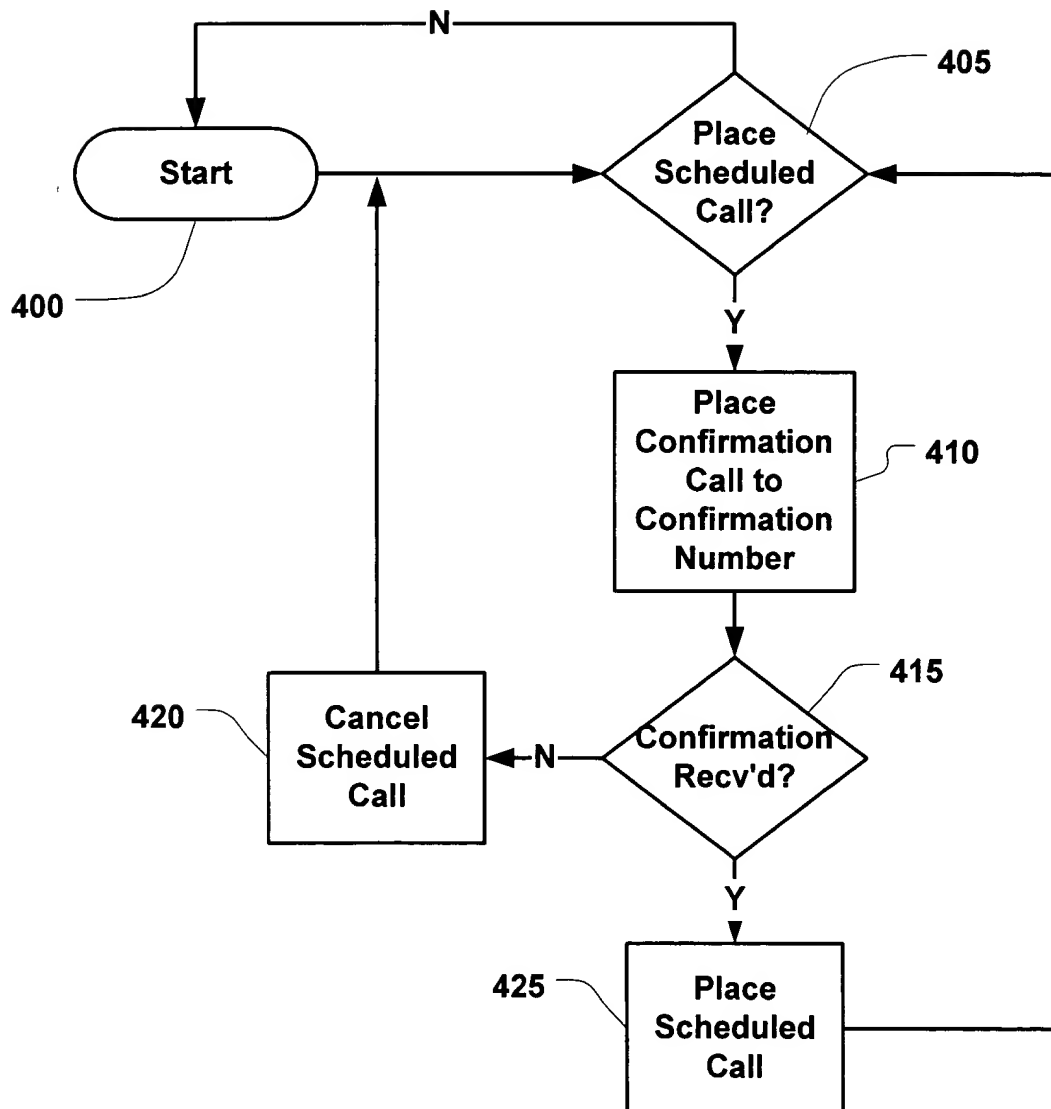 N
405
Place
Scheduled
Call?
Start
400
Y
Place
Confirmation
Call to
Confirmation
Number
410
415
Confirmation
Recv'd?
N
420
Cancel
Scheduled
Call
Y
425
Place
Scheduled
Call